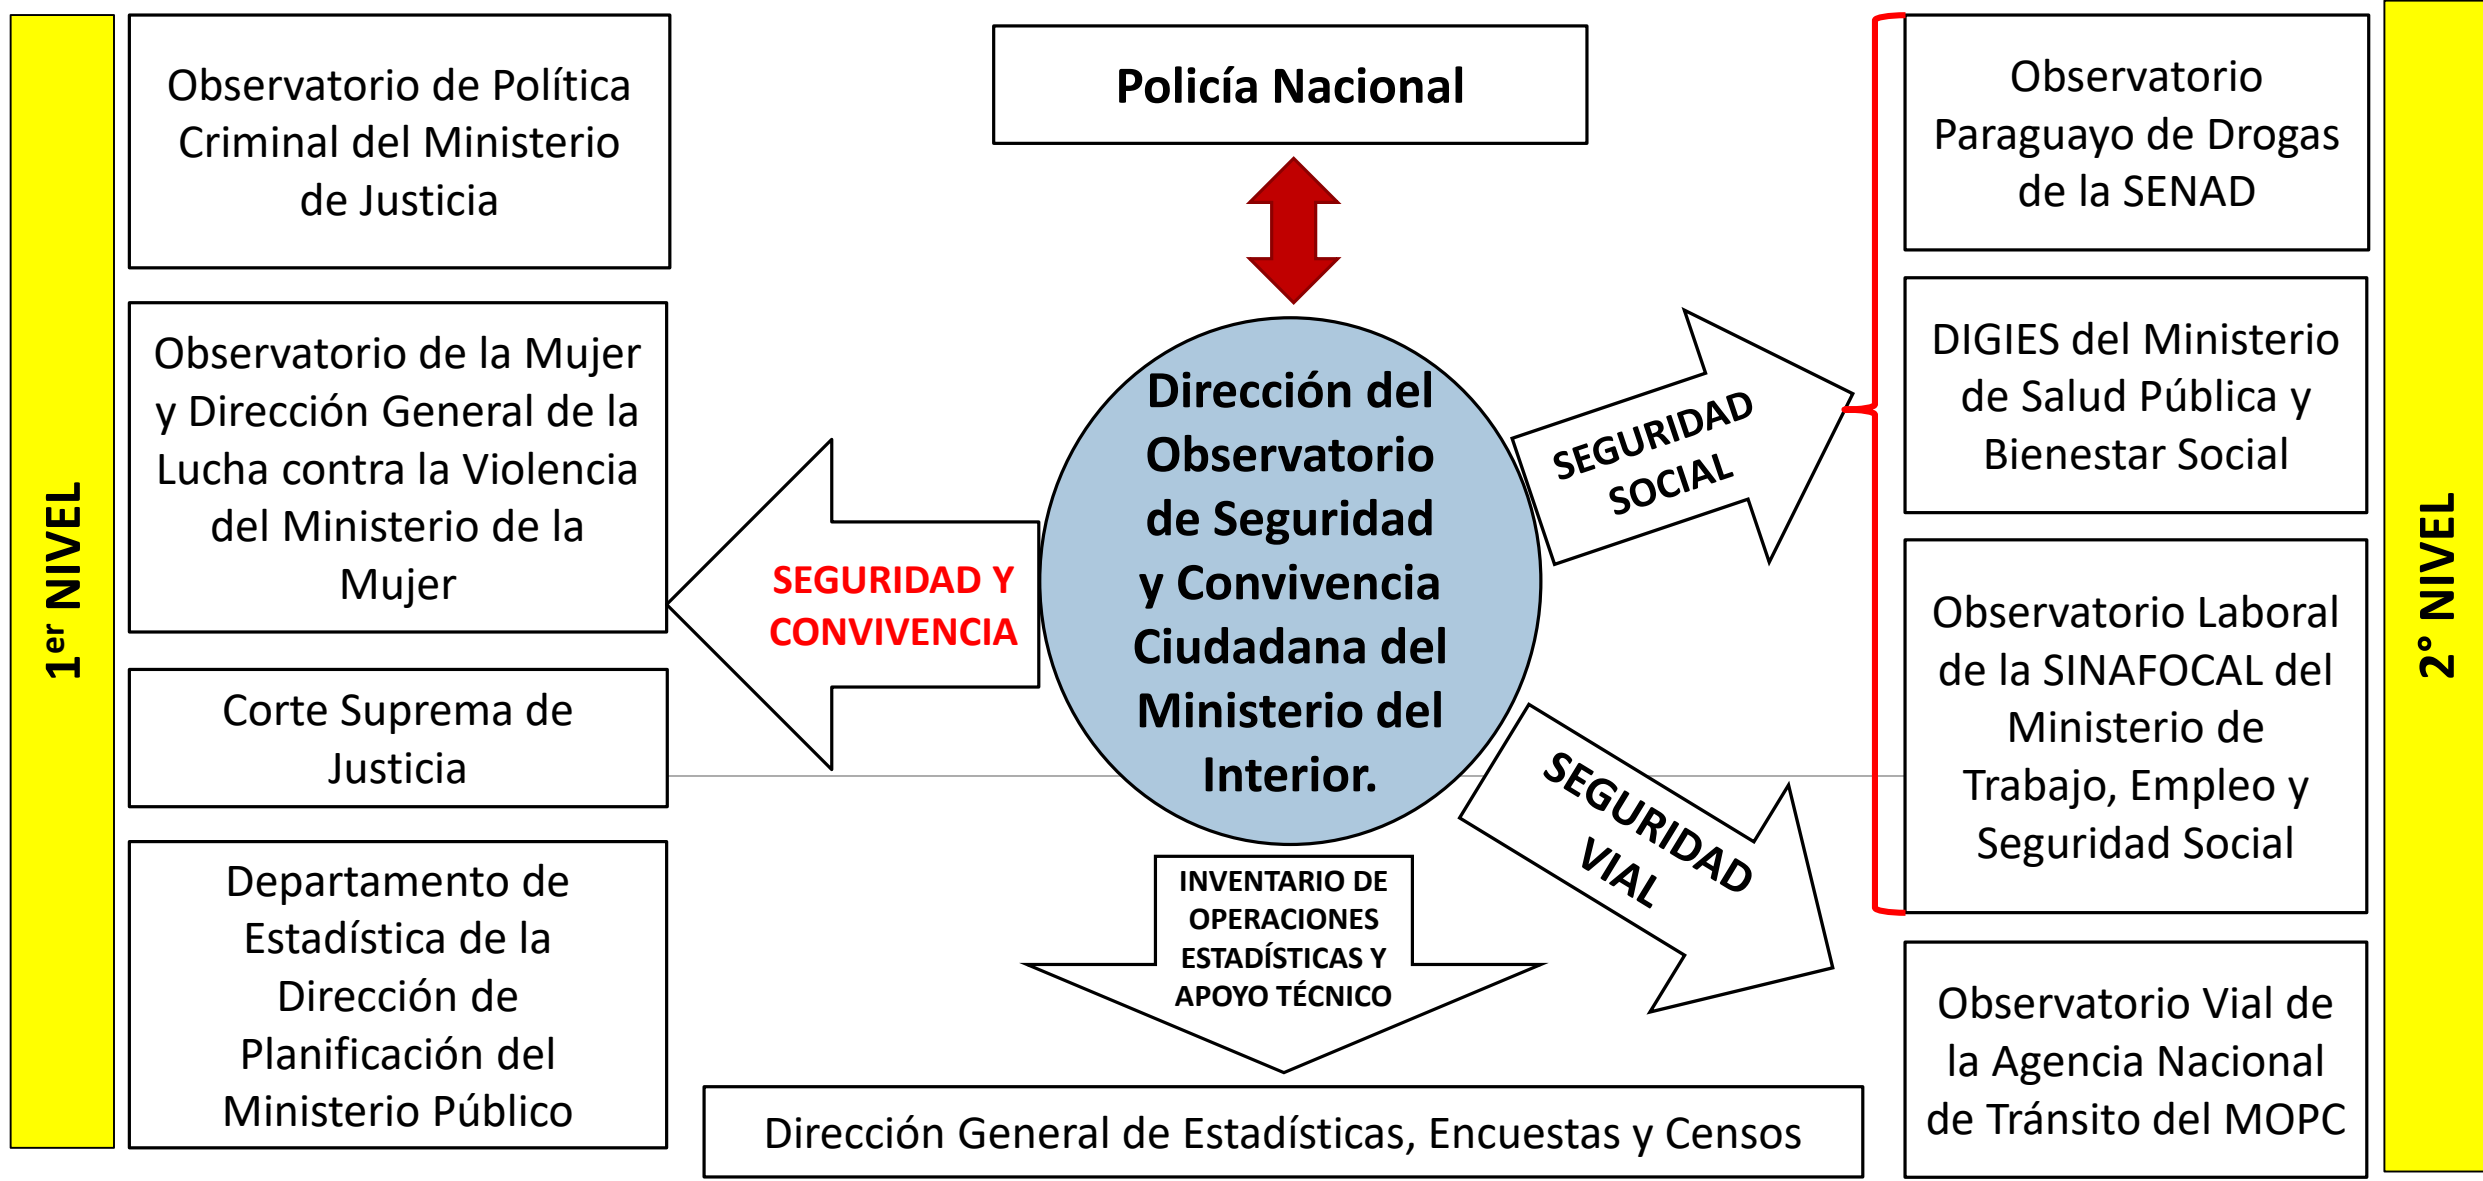 1er NIVEL
Observatorio de Política
Criminal del Ministerio
de Justicia
Observatorio de la Mujer
y Dirección General de la
Lucha contra la Violencia
del Ministerio de la
Mujer
Corte Suprema de
Justicia
Departamento de
Estadística de la
Dirección de
Planificación del
Ministerio Público
Policía Nacional
Dirección del
Observatorio
de Seguridad
y Convivencia
Ciudadana del
Ministerio del
Interior.
SEGURIDAD Y
CONVIVENCIA
SEGURIDAD
SOCIAL
SEGURIDAD
VIAL
INVENTARIO DE
OPERACIONES
ESTADÍSTICAS Y
APOYO TÉCNICO
Dirección General de Estadísticas, Encuestas y Censos
Observatorio
Paraguayo de Drogas
de la SENAD
DIGIES del Ministerio
de Salud Pública y
Bienestar Social
Observatorio Laboral
de la SINAFOCAL del
Ministerio de
Trabajo, Empleo y
Seguridad Social
Observatorio Vial de
la Agencia Nacional
de Tránsito del MOPC
2° NIVEL